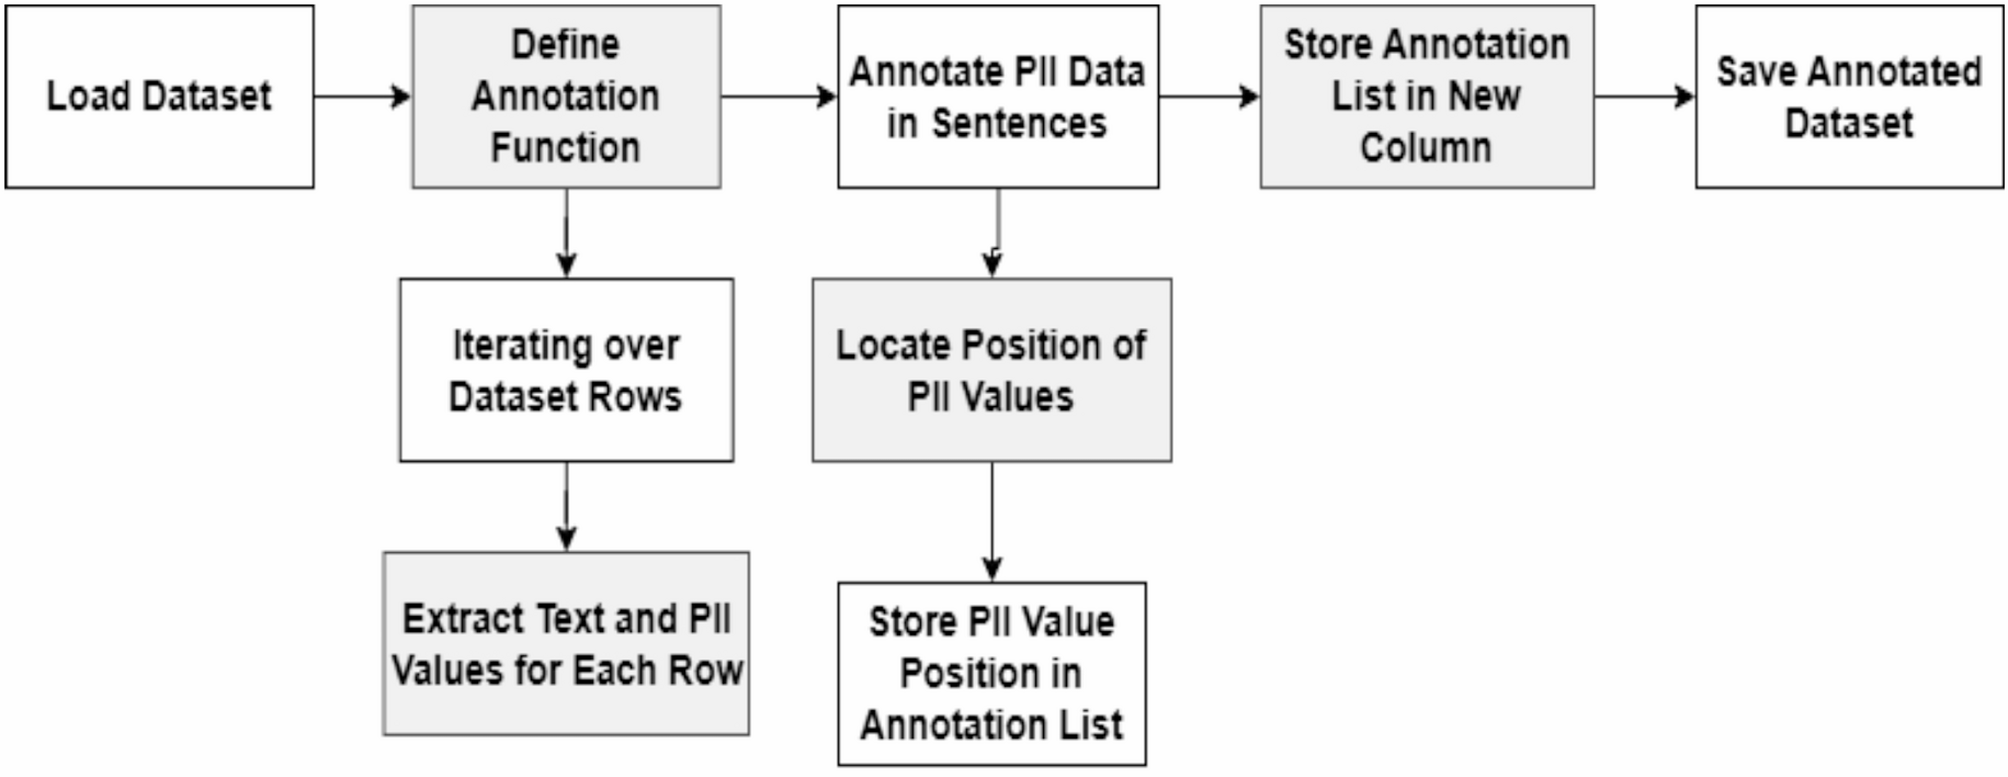 Load Dataset
Define
Annotation
Function
Annotate PII Data
in Sentences
Store Annotation
List in New
Column
Save Annotated
Dataset
Iterating over
Dataset Rows
Locate Position of
PII Values
Extract Text and PII
Values for Each Row
Store PII Value
Position in
Annotation List